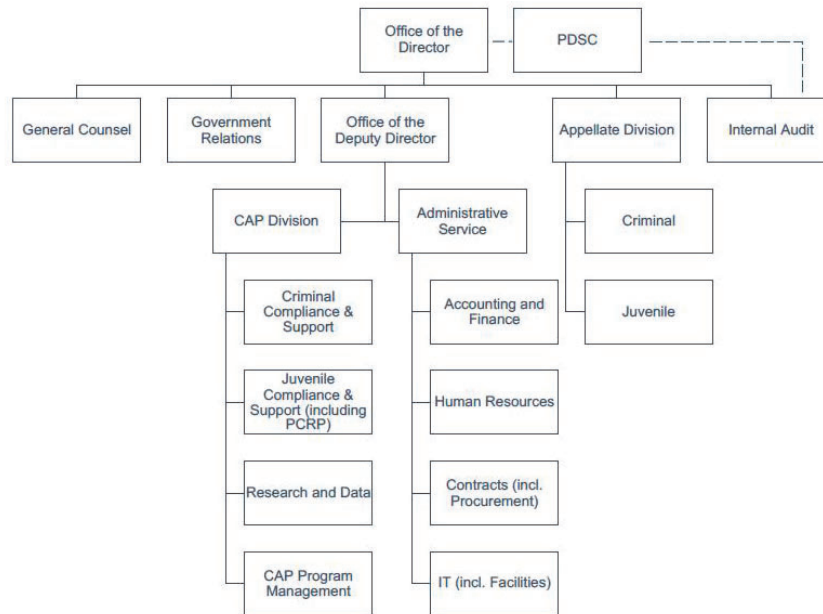 Office of the
Director
PDSC
General Counsel
Government
Relations
Office of the
Deputy Director
Appellate Division
Internal Audit
CAP Division
Administrative
Service
Criminal
Criminal
Compliance &
Support
Accounting and
Finance
Juvenile
Juvenile
Compliance &
Support (including
PCRP)
Human Resources
Research and Data
Contracts (incl.
Procurement)
CAP Program
Management
IT (incl. Facilities)